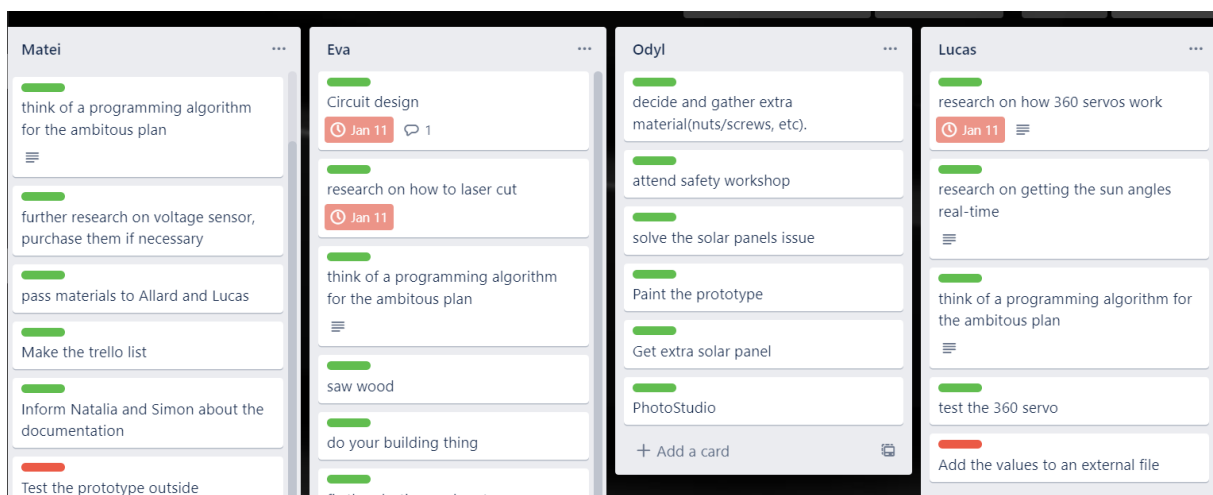 Matei
think of a programming algorithm
for the ambitous plan
further research on voltage sensor,
purchase them if necessary
pass materials to Allard and Lucas
Make the trello list
Inform Natalia and Simon about the
documentation
Test the prototype outside
Eva
Circuit design
Jan 11
1
research on how to laser cut
Jan 11
think of a programming algorithm
for the ambitous plan
saw wood
do your building thing
Odyl
decide and gather extra
material(nuts/screws, etc).
attend safety workshop
solve the solar panels issue
Paint the prototype
Get extra solar panel
PhotoStudio
+ Add a card
Lucas
research on how 360 servos work
Jan 11
research on getting the sun angles
real-time
think of a programming algorithm for
the ambitous plan
test the 360 servo
Add the values to an external file